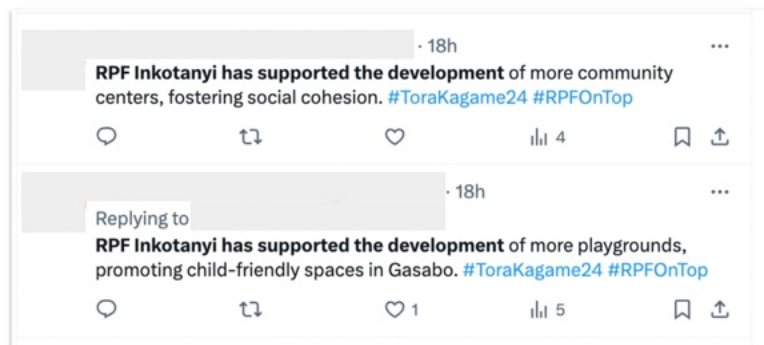 · 18h
RPF Inkotanyi has supported the development of more community
centers, fostering social cohesion. #ToraKagame24 #RPFOnTop
4
· 18h
Replying to
RPF Inkotanyi has supported the development of more playgrounds,
promoting child-friendly spaces in Gasabo. #ToraKagame24 #RPFOnTop
1 5